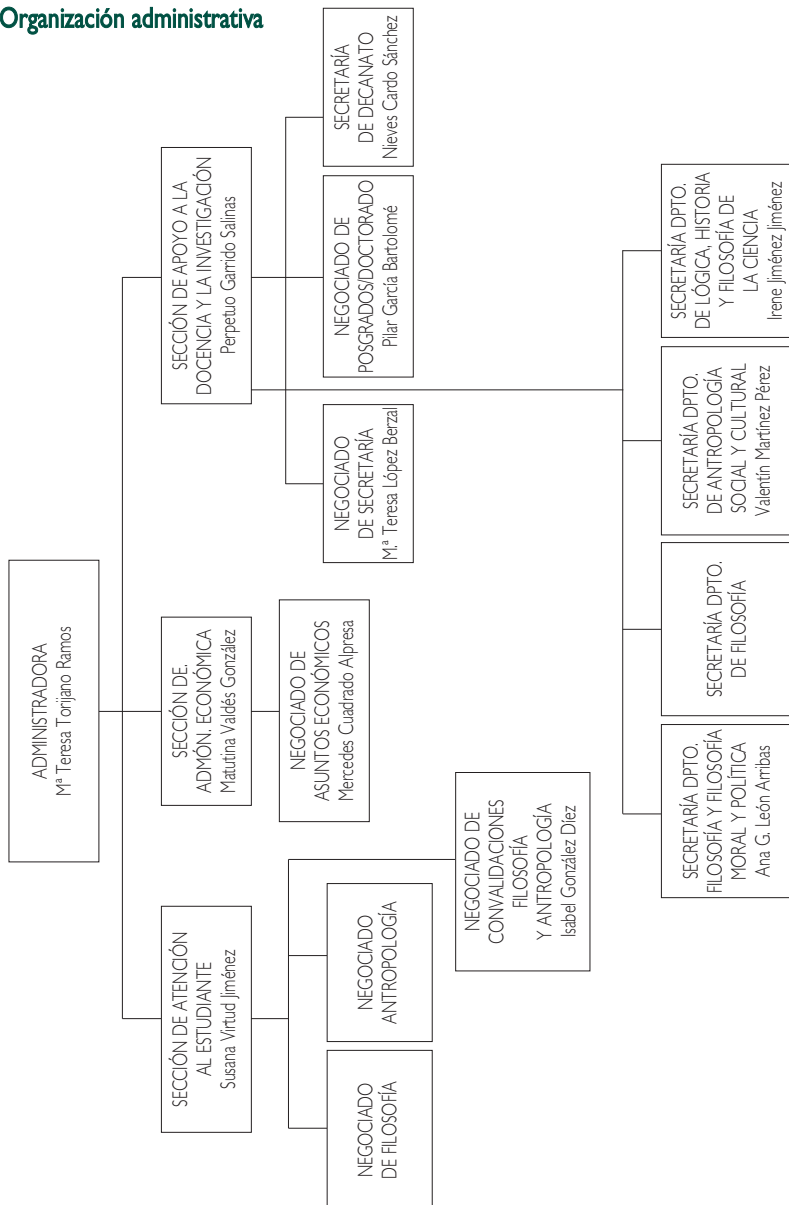 Organización administrativa
ADMINISTRADORA
Mª Teresa Torijano Ramos
SECCIÓN DE ATENCIÓN
AL ESTUDIANTE
Susana Virtud Jiménez
SECCIÓN DE.
ADMÓN. ECONÓMICA
Matutina Valdés González
SECCIÓN DE APOYO A LA
DOCENCIA Y LA INVESTIGACIÓN
Perpetuo Garrido Salinas
NEGOCIADO
DE FILOSOFÍA
NEGOCIADO
ANTROPOLOGÍA
NEGOCIADO DE
CONVALIDACIONES
FILOSOFÍA
Y ANTROPOLOGÍA
Isabel González Díez
NEGOCIADO DE
ASUNTOS ECONÓMICOS
Mercedes Cuadrado Alpresa
NEGOCIADO
DE SECRETARÍA
M.ª Teresa López Berzal
NEGOCIADO DE
POSGRADOS/DOCTORADO
Pilar García Bartolomé
SECRETARÍA
DE DECANATO
Nieves Cardo Sánchez
SECRETARÍA DPTO.
FILOSOFÍA Y FILOSOFÍA
MORAL Y POLÍTICA
Ana G. León Arribas
SECRETARÍA DPTO.
DE FILOSOFÍA
SECRETARÍA DPTO.
DE ANTROPOLOGÍA
SOCIAL Y CULTURAL
Valentín Martínez Pérez
SECRETARÍA DPTO.
DE LÓGICA, HISTORIA
Y FILOSOFÍA DE
LA CIENCIA
Irene Jiménez Jiménez